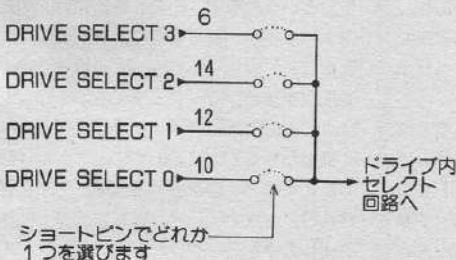 DRIVE SELECT 3 6
DRIVE SELECT 2 14
DRIVE SELECT 1 12
DRIVE SELECT 0 10
ドライブ内
セレクト
回路へ
ショートピンでどれか
1つを選びます